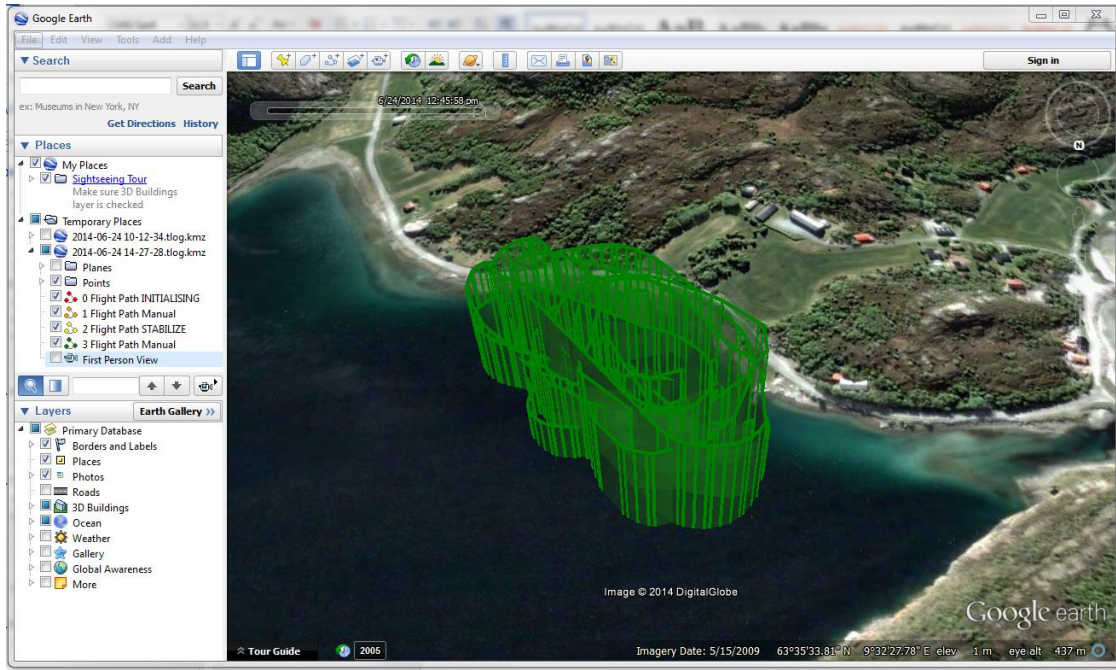 Google Earth
File Edit View Tools Add Help
Search
Sign in
Search
ex: Museums in New York, NY
Get Directions History
6/24/2014 12:45:58 pm
N
Places
My Places
Sightseeing Tour
Make sure 3D Buildings
layer is checked
Temporary Places
2014-06-24 10-12-34.tlog.kmz
2014-06-24 14-27-28.tlog.kmz
Planes
Points
0 Flight Path INITIALISING
1 Flight Path Manual
2 Flight Path STABILIZE
3 Flight Path Manual
First Person View
Layers
Earth Gallery >>
Primary Database
Borders and Labels
Places
Photos
Roads
3D Buildings
Ocean
Weather
Gallery
Global Awareness
More
Image © 2014 DigitalGlobe
Google earth
Tour Guide 2005 Imagery Date: 5/15/2009 63°35'33.81" N 9°32'27.78" E elev 1 m eye alt 437 m